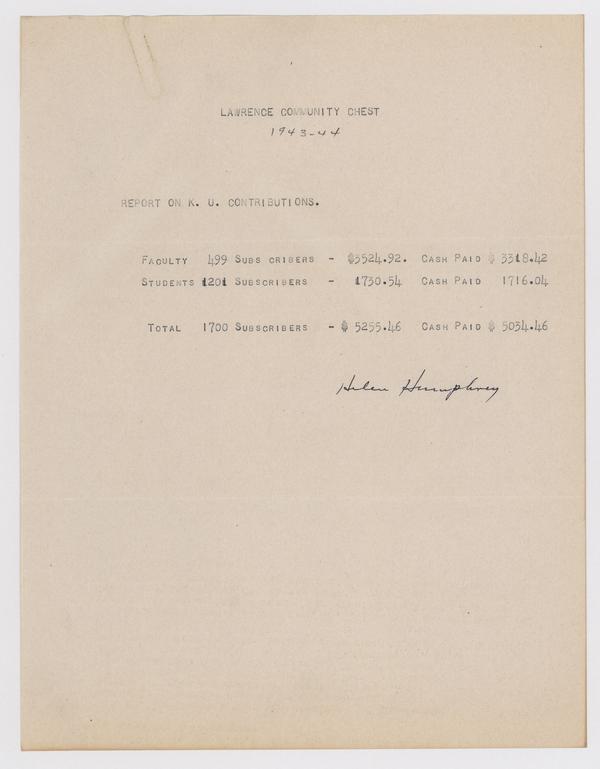 LAWRENCE COMMUNITY CHEST
1943-44
REPORT ON K. U. CONTRIBUTIONS.
FACULTY 499 SUBS CRIBERS - $3524.92. CASH PAID $ 3318.42
STUDENTS 1201 SUBSCRIBERS - 1730.54 CASH PAID 1716.04
TOTAL 1700 SUBSCRIBERS - $ 5255.46 CASH PAID $ 5034.46
Helen Humphrey